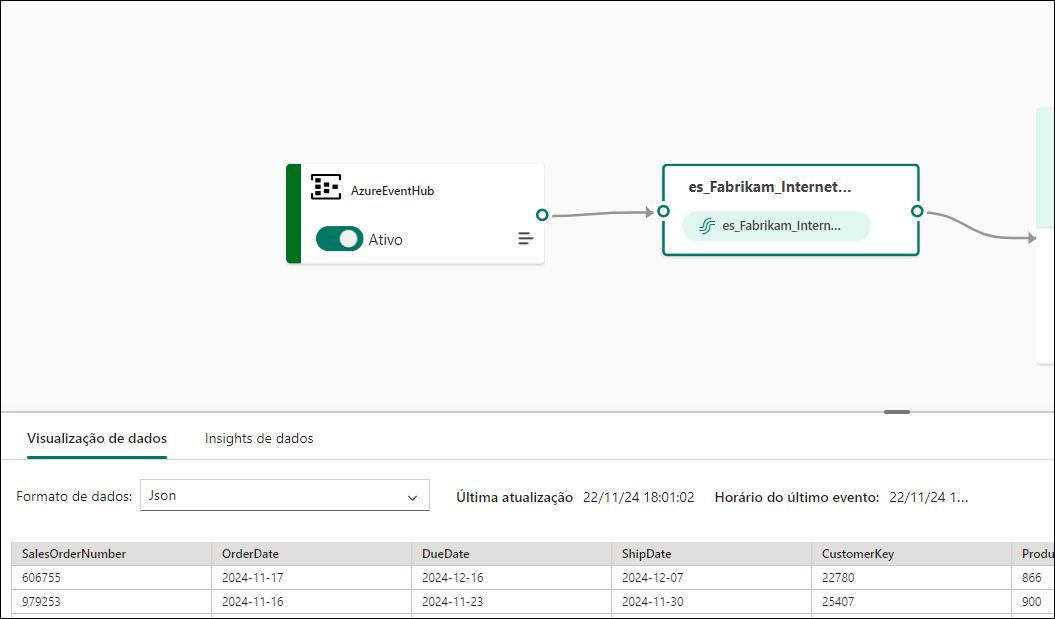 AzureEventHub
Ativo
es_Fabrikam_Internet...
es_Fabrikam_Intern...
Visualização de dados
Insights de dados
Formato de dados: Json
Última atualização 22/11/24 18:01:02 Horário do último evento: 22/11/24 1...
SalesOrderNumber OrderDate DueDate ShipDate CustomerKey Produ
606755 2024-11-17 2024-12-16 2024-12-07 22780 866
979253 2024-11-16 2024-11-23 2024-11-30 25407 900